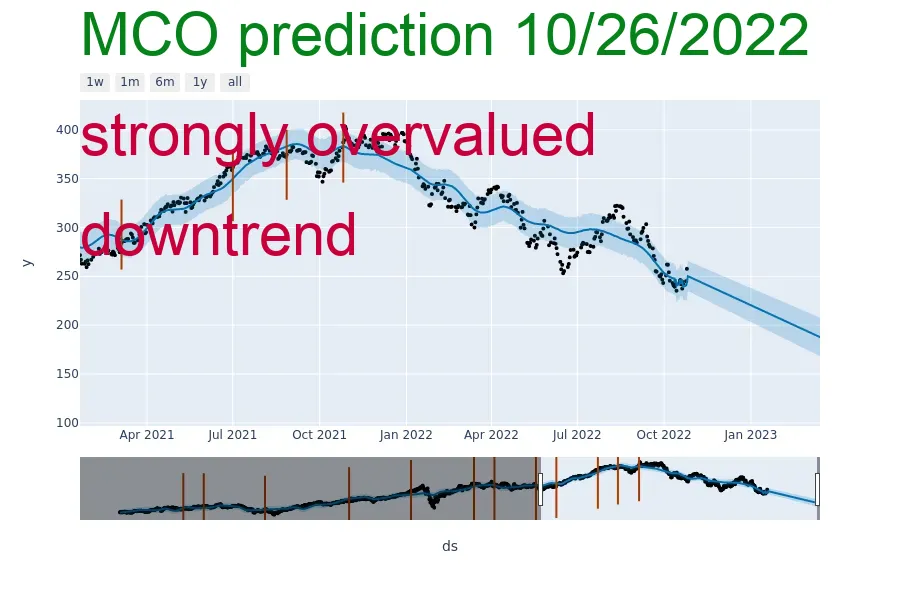 MCO prediction 10/26/2022
1w 1m 6m 1y all
strongly overvalued
downtrend
400
350
300
250
200
150
100
y
Apr 2021 Jul 2021 Oct 2021 Jan 2022 Apr 2022 Jul 2022 Oct 2022 Jan 2023
ds